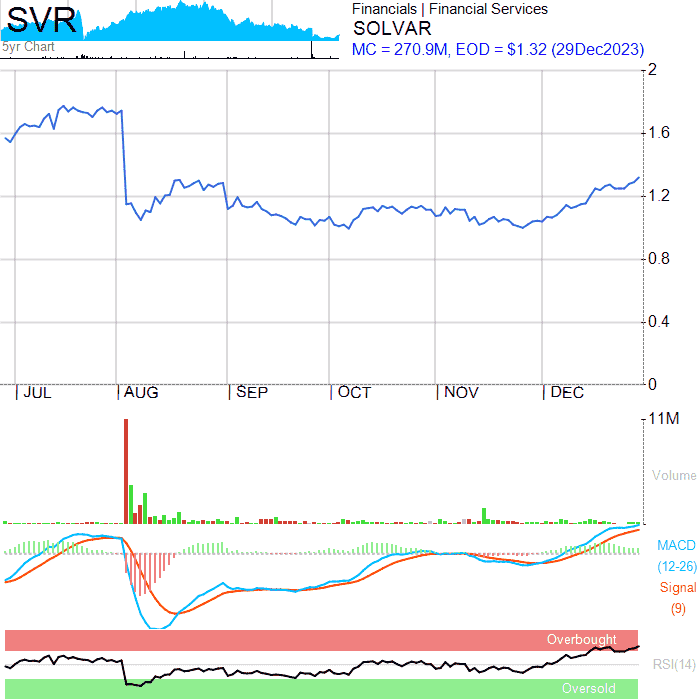 SVR
5yr Chart
Financials | Financial Services
SOLVAR
MC = 270.9M, EOD = $1.32 (29Dec2023)
2
1.6
1.2
0.8
0.4
0
JUL AUG SEP OCT NOV DEC
11M
Volume
MACD
(12-26)
Signal
(9)
Overbought
RSI(14)
Oversold